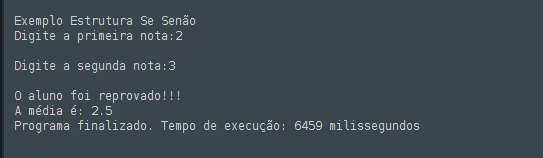 Exemplo Estrutura Se Senão
Digite a primeira nota:2
Digite a segunda nota:3
O aluno foi reprovado!!!
A média é: 2.5
Programa finalizado. Tempo de execução: 6459 milissegundos